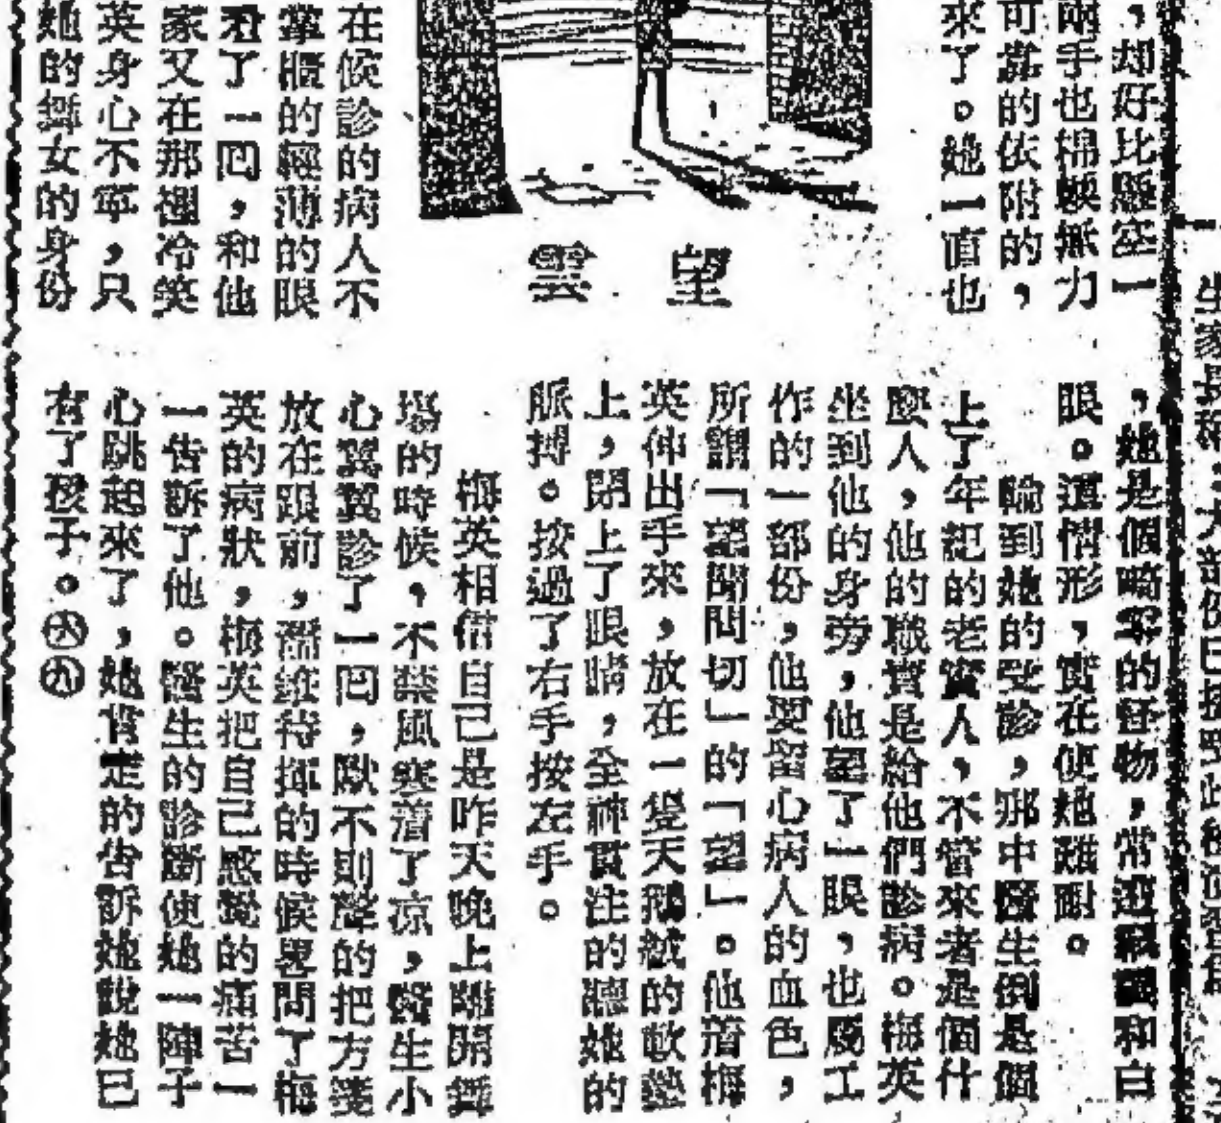 ，却好比懸空一
兩手也棉軟無力
可靠的依附的，
來了。她一直也
望雲
在候診的病人不
掌櫃的輕薄的眼
看了一回，和他
家又在那裡冷笑
英身心不寧，只
她的舞女的身份
，她是個畸零的怪物，常遭和白
眼。這情形，實在使她難耐。
輪到她的受診，那中醫生倒是個
上了年紀的老實人，不管來者是個什
麼人，他的職責是給他們診病。梅英
坐到他的身旁，他望了一眼，也屬工
作的一部份，他要留心病人的血色，
所謂「望聞問切」的「望」。他着梅
英伸出手來，放在一隻天鵝絨的軟墊
上，閉上了眼睛，全神貫注的聽她的
脈搏。按過了右手按左手。
梅英相信自己是昨天晚上離開舞
場的時候，不禁風寒着了凉，醫生小
心翼翼診了一回，默不則聲的把方箋
放在跟前，濡維待揮的時候畧問了梅
英的病狀，梅英把自己感覺的痛苦一
一告訴了他。醫生的診斷使她一陣子
心跳起來了，她肯定的告訴她說她已
有了孩子。㊅㊈